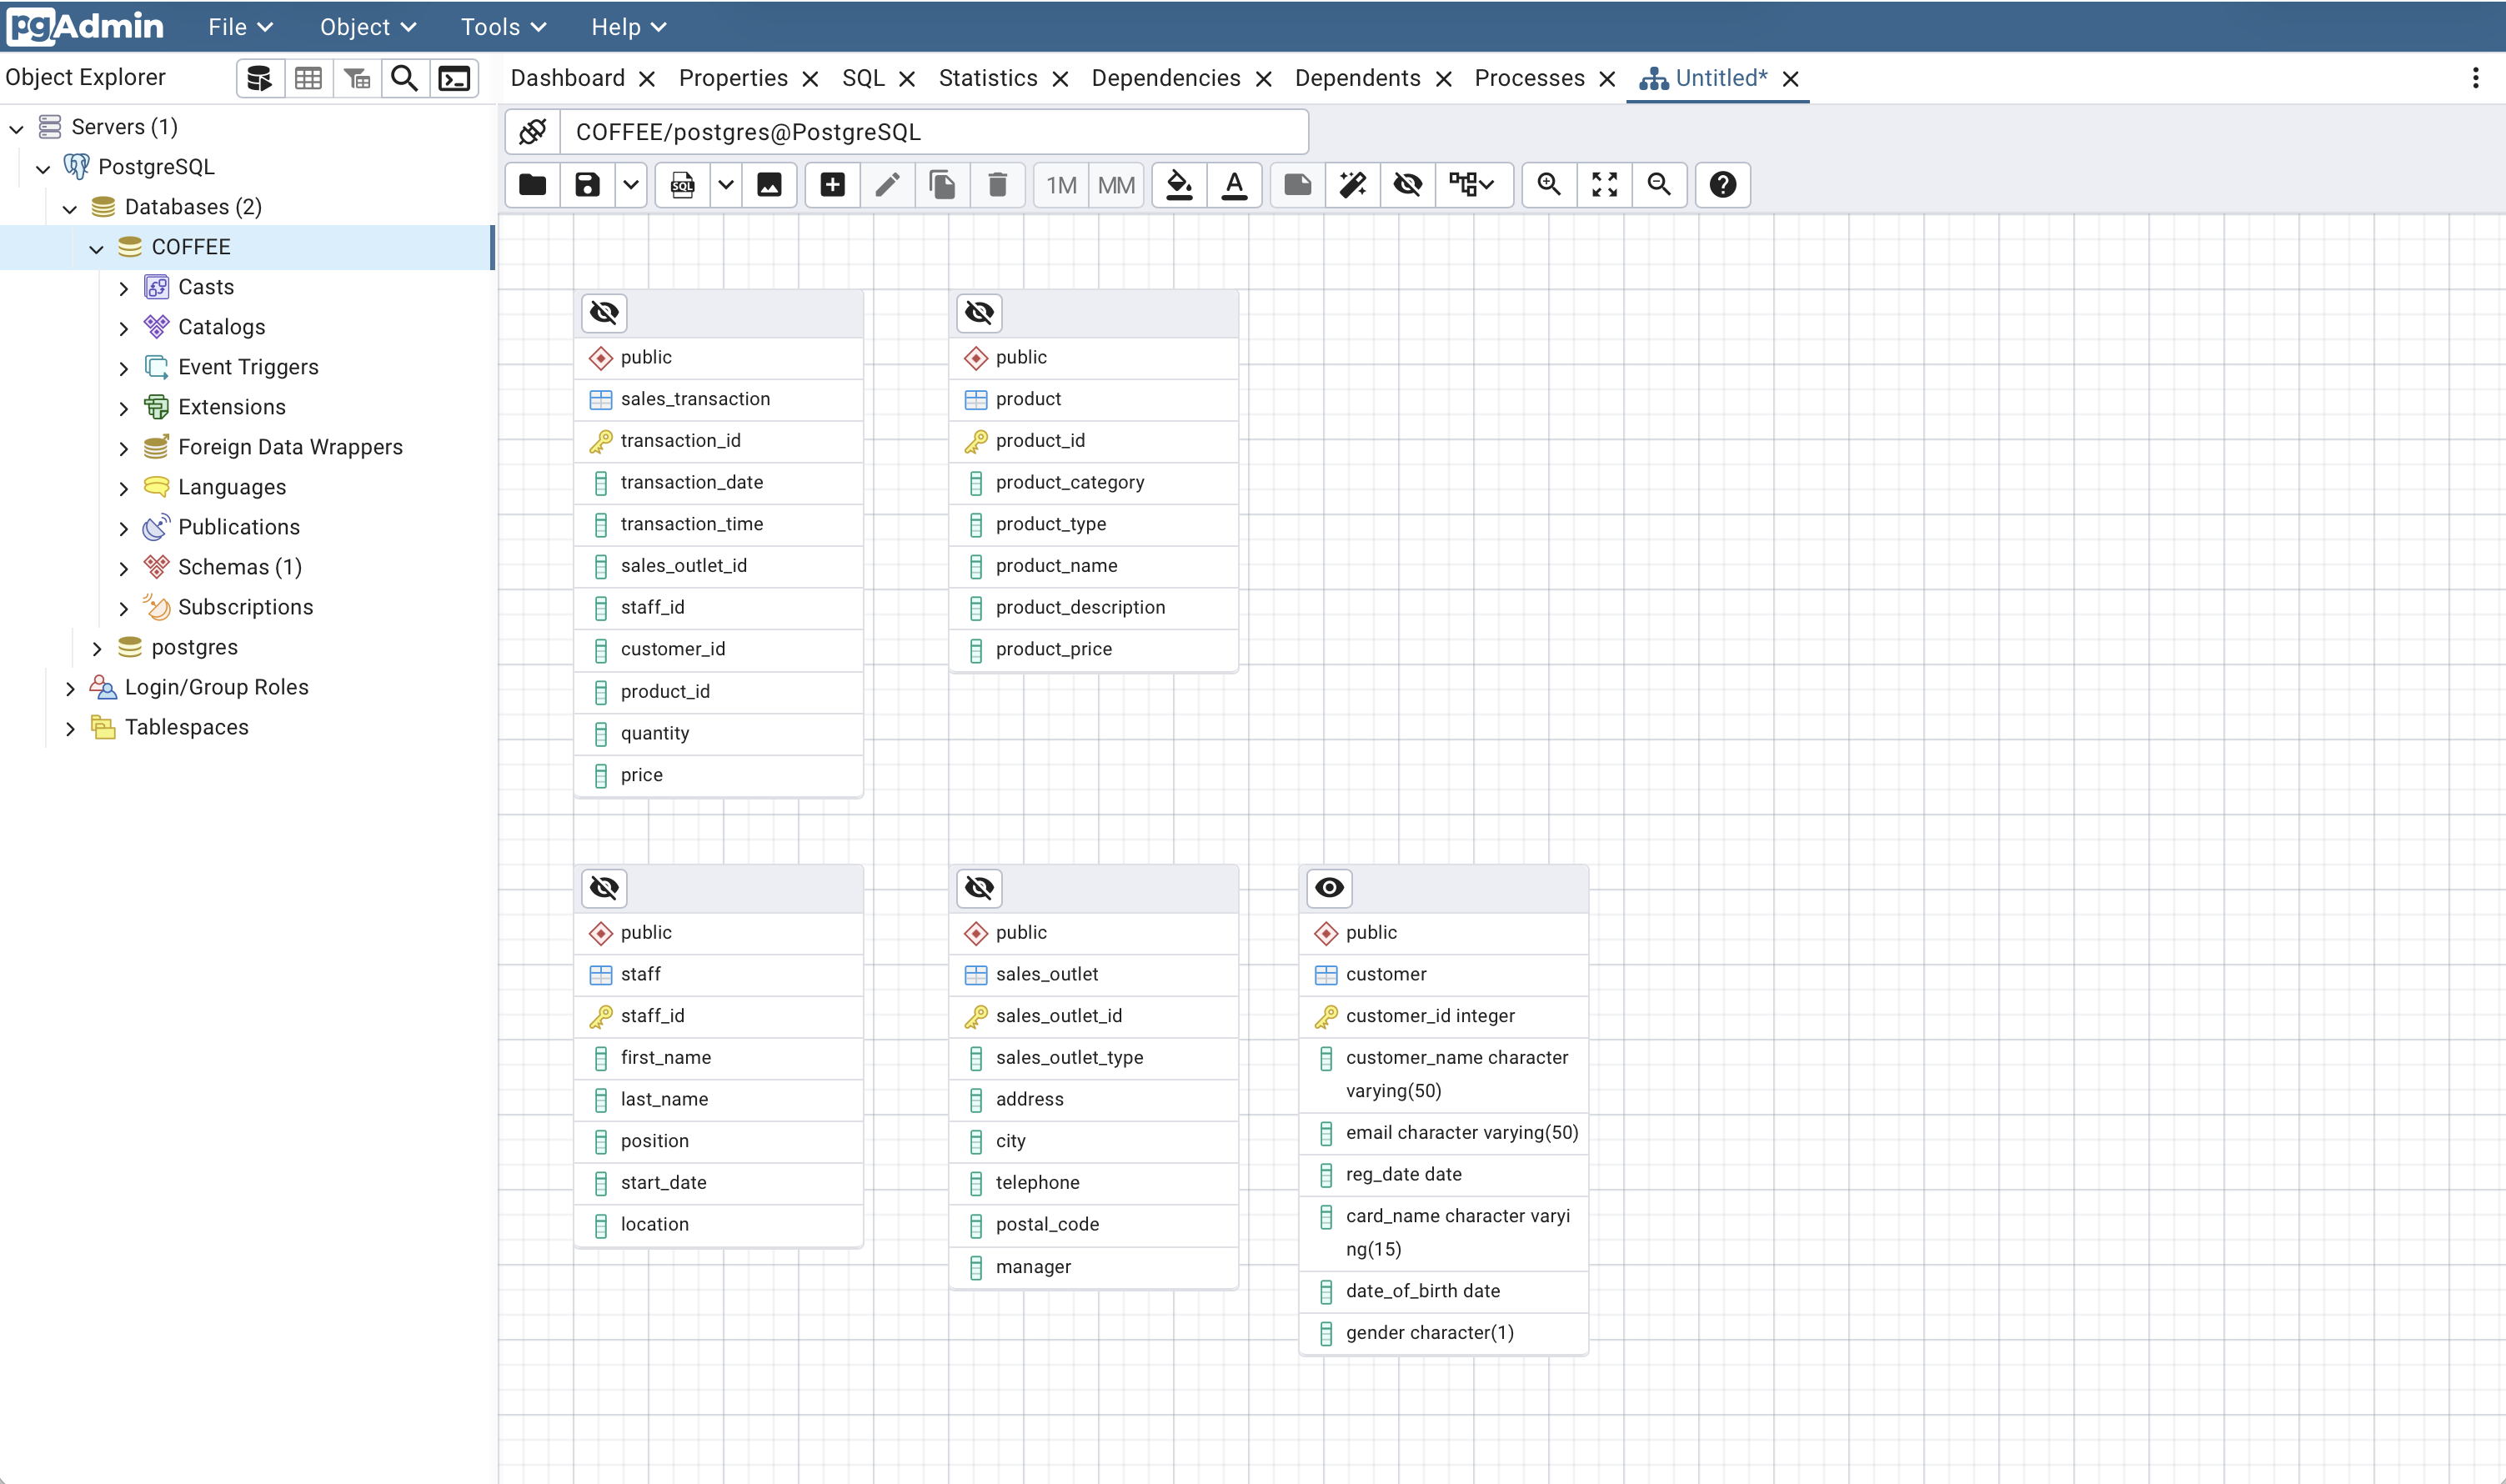 pgAdmin File Object Tools Help
Object Explorer
Dashboard Properties SQL Statistics Dependencies Dependents Processes Untitled*
Servers (1)
PostgreSQL
Databases (2)
COFFEE
Casts
Catalogs
Event Triggers
Extensions
Foreign Data Wrappers
Languages
Publications
Schemas (1)
Subscriptions
postgres
Login/Group Roles
Tablespaces
COFFEE/postgres@PostgreSQL
SQL 1M MM A
public
sales_transaction
transaction_id
transaction_date
transaction_time
sales_outlet_id
staff_id
customer_id
product_id
quantity
price
public
product
product_id
product_category
product_type
product_name
product_description
product_price
public
staff
staff_id
first_name
last_name
position
start_date
location
public
sales_outlet
sales_outlet_id
sales_outlet_type
address
city
telephone
postal_code
manager
public
customer
customer_id integer
customer_name character
varying(50)
email character varying(50)
reg_date date
card_name character varyi
ng(15)
date_of_birth date
gender character(1)